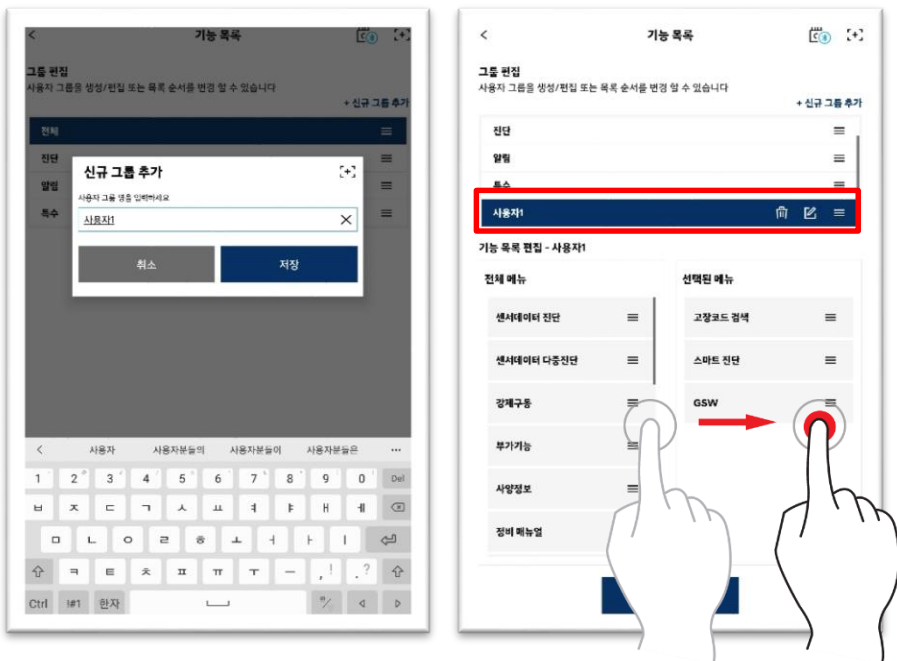 기능 목록
그룹 편집
사용자 그룹을 생성/편집 또는 목록 순서를 변경 할 수 있습니다
+ 신규 그룹 추가
전체
진단
알림
특수
신규 그룹 추가
사용자 그룹 명을 입력하세요
사용자1
취소
저장
사용자 사용자분들의 사용자분들이 사용자분들은 ...
1 2 3 4 5 6 7 8 9 0 Del
ㅂ ㅈ ㄷ ㄱ ㅅ ㅛ ㅕ ㅑ ㅐ ㅔ
ㅁ ㄴ ㅇ ㄹ ㅎ ㅗ ㅓ ㅏ ㅣ
ㅋ ㅌ ㅊ ㅍ ㅠ ㅜ ㅡ , ! . ?
Ctrl !#1 한자
기능 목록
그룹 편집
사용자 그룹을 생성/편집 또는 목록 순서를 변경 할 수 있습니다
+ 신규 그룹 추가
진단
알림
특수
사용자1
기능 목록 편집 - 사용자1
전체 메뉴
선택된 메뉴
센서데이터 진단
고장코드 검색
센서데이터 다중진단
스마트 진단
강제구동
GSW
부가기능
사양정보
정비 매뉴얼